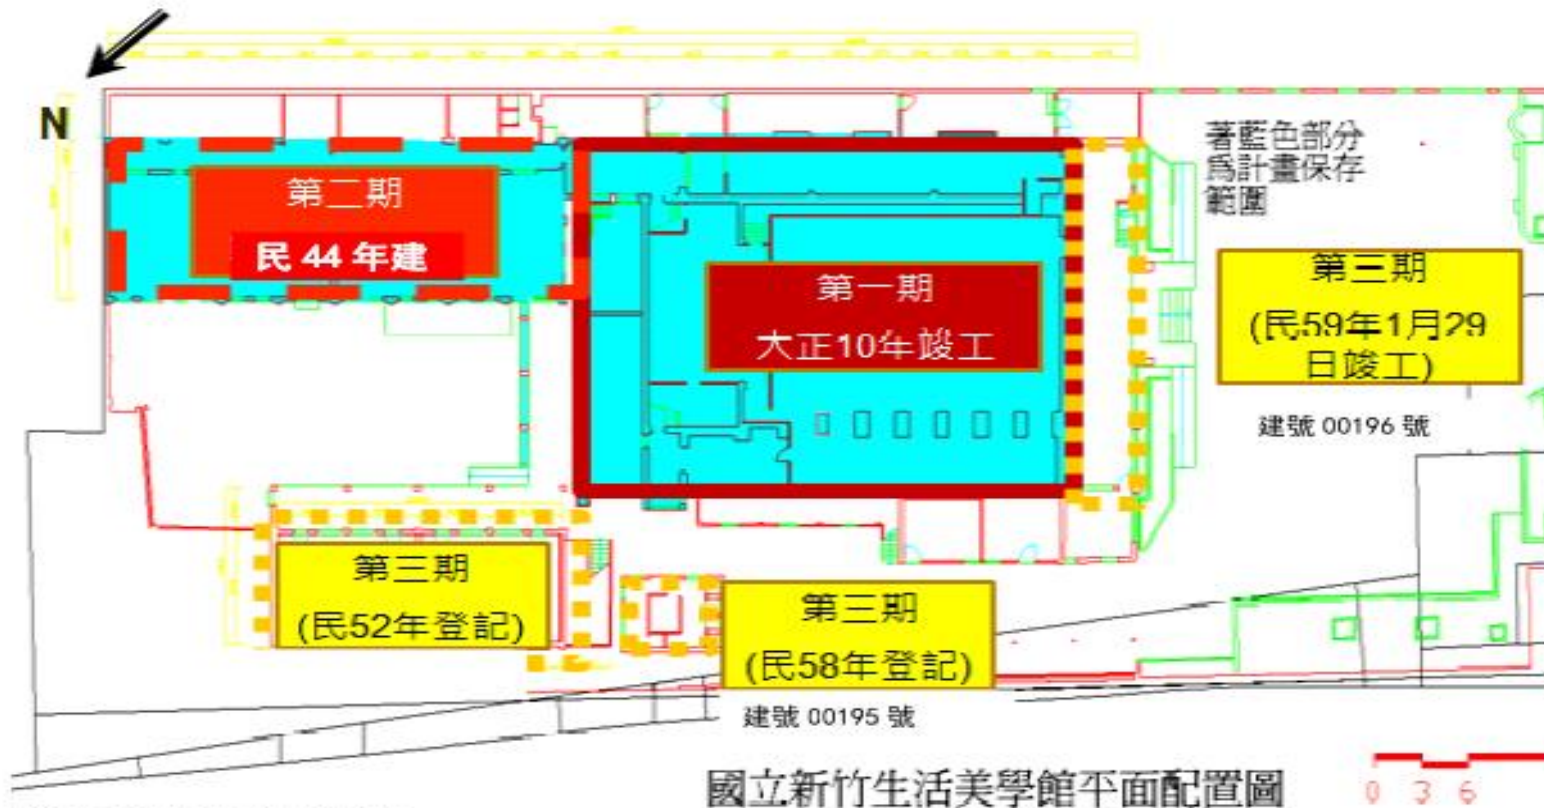 N
著藍色部分
為計畫保存
範圍
第二期
民 44 年建
第一期
大正10年竣工
第三期
(民59年1月29
日竣工)
建號 00196 號
第三期
(民52年登記)
第三期
(民58年登記)
建號 00195 號
國立新竹生活美學館平面配置圖
0 3 6